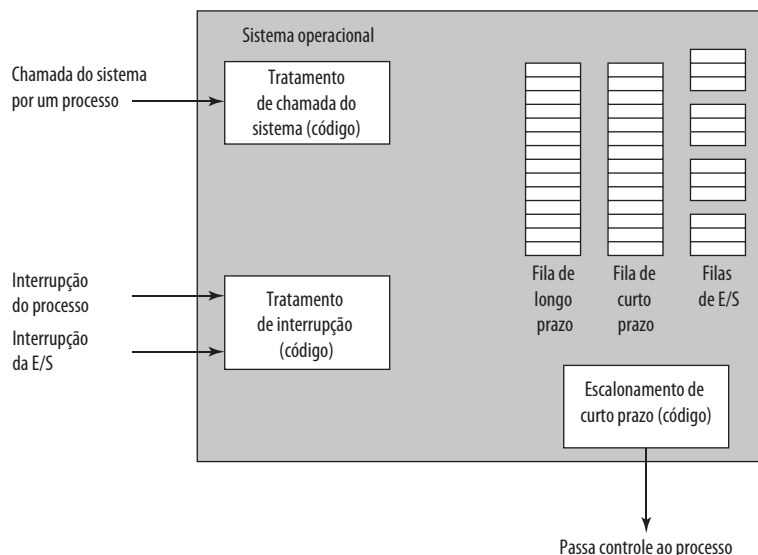 Sistema operacional
Chamada do sistema
por um processo
Tratamento
de chamada do
sistema (código)
Interrupção
do processo
Interrupção
da E/S
Tratamento
de interrupção
(código)
Fila de
longo
prazo
Fila de
curto
prazo
Filas
de E/S
Escalonamento de
curto prazo (código)
Passa controle ao processo